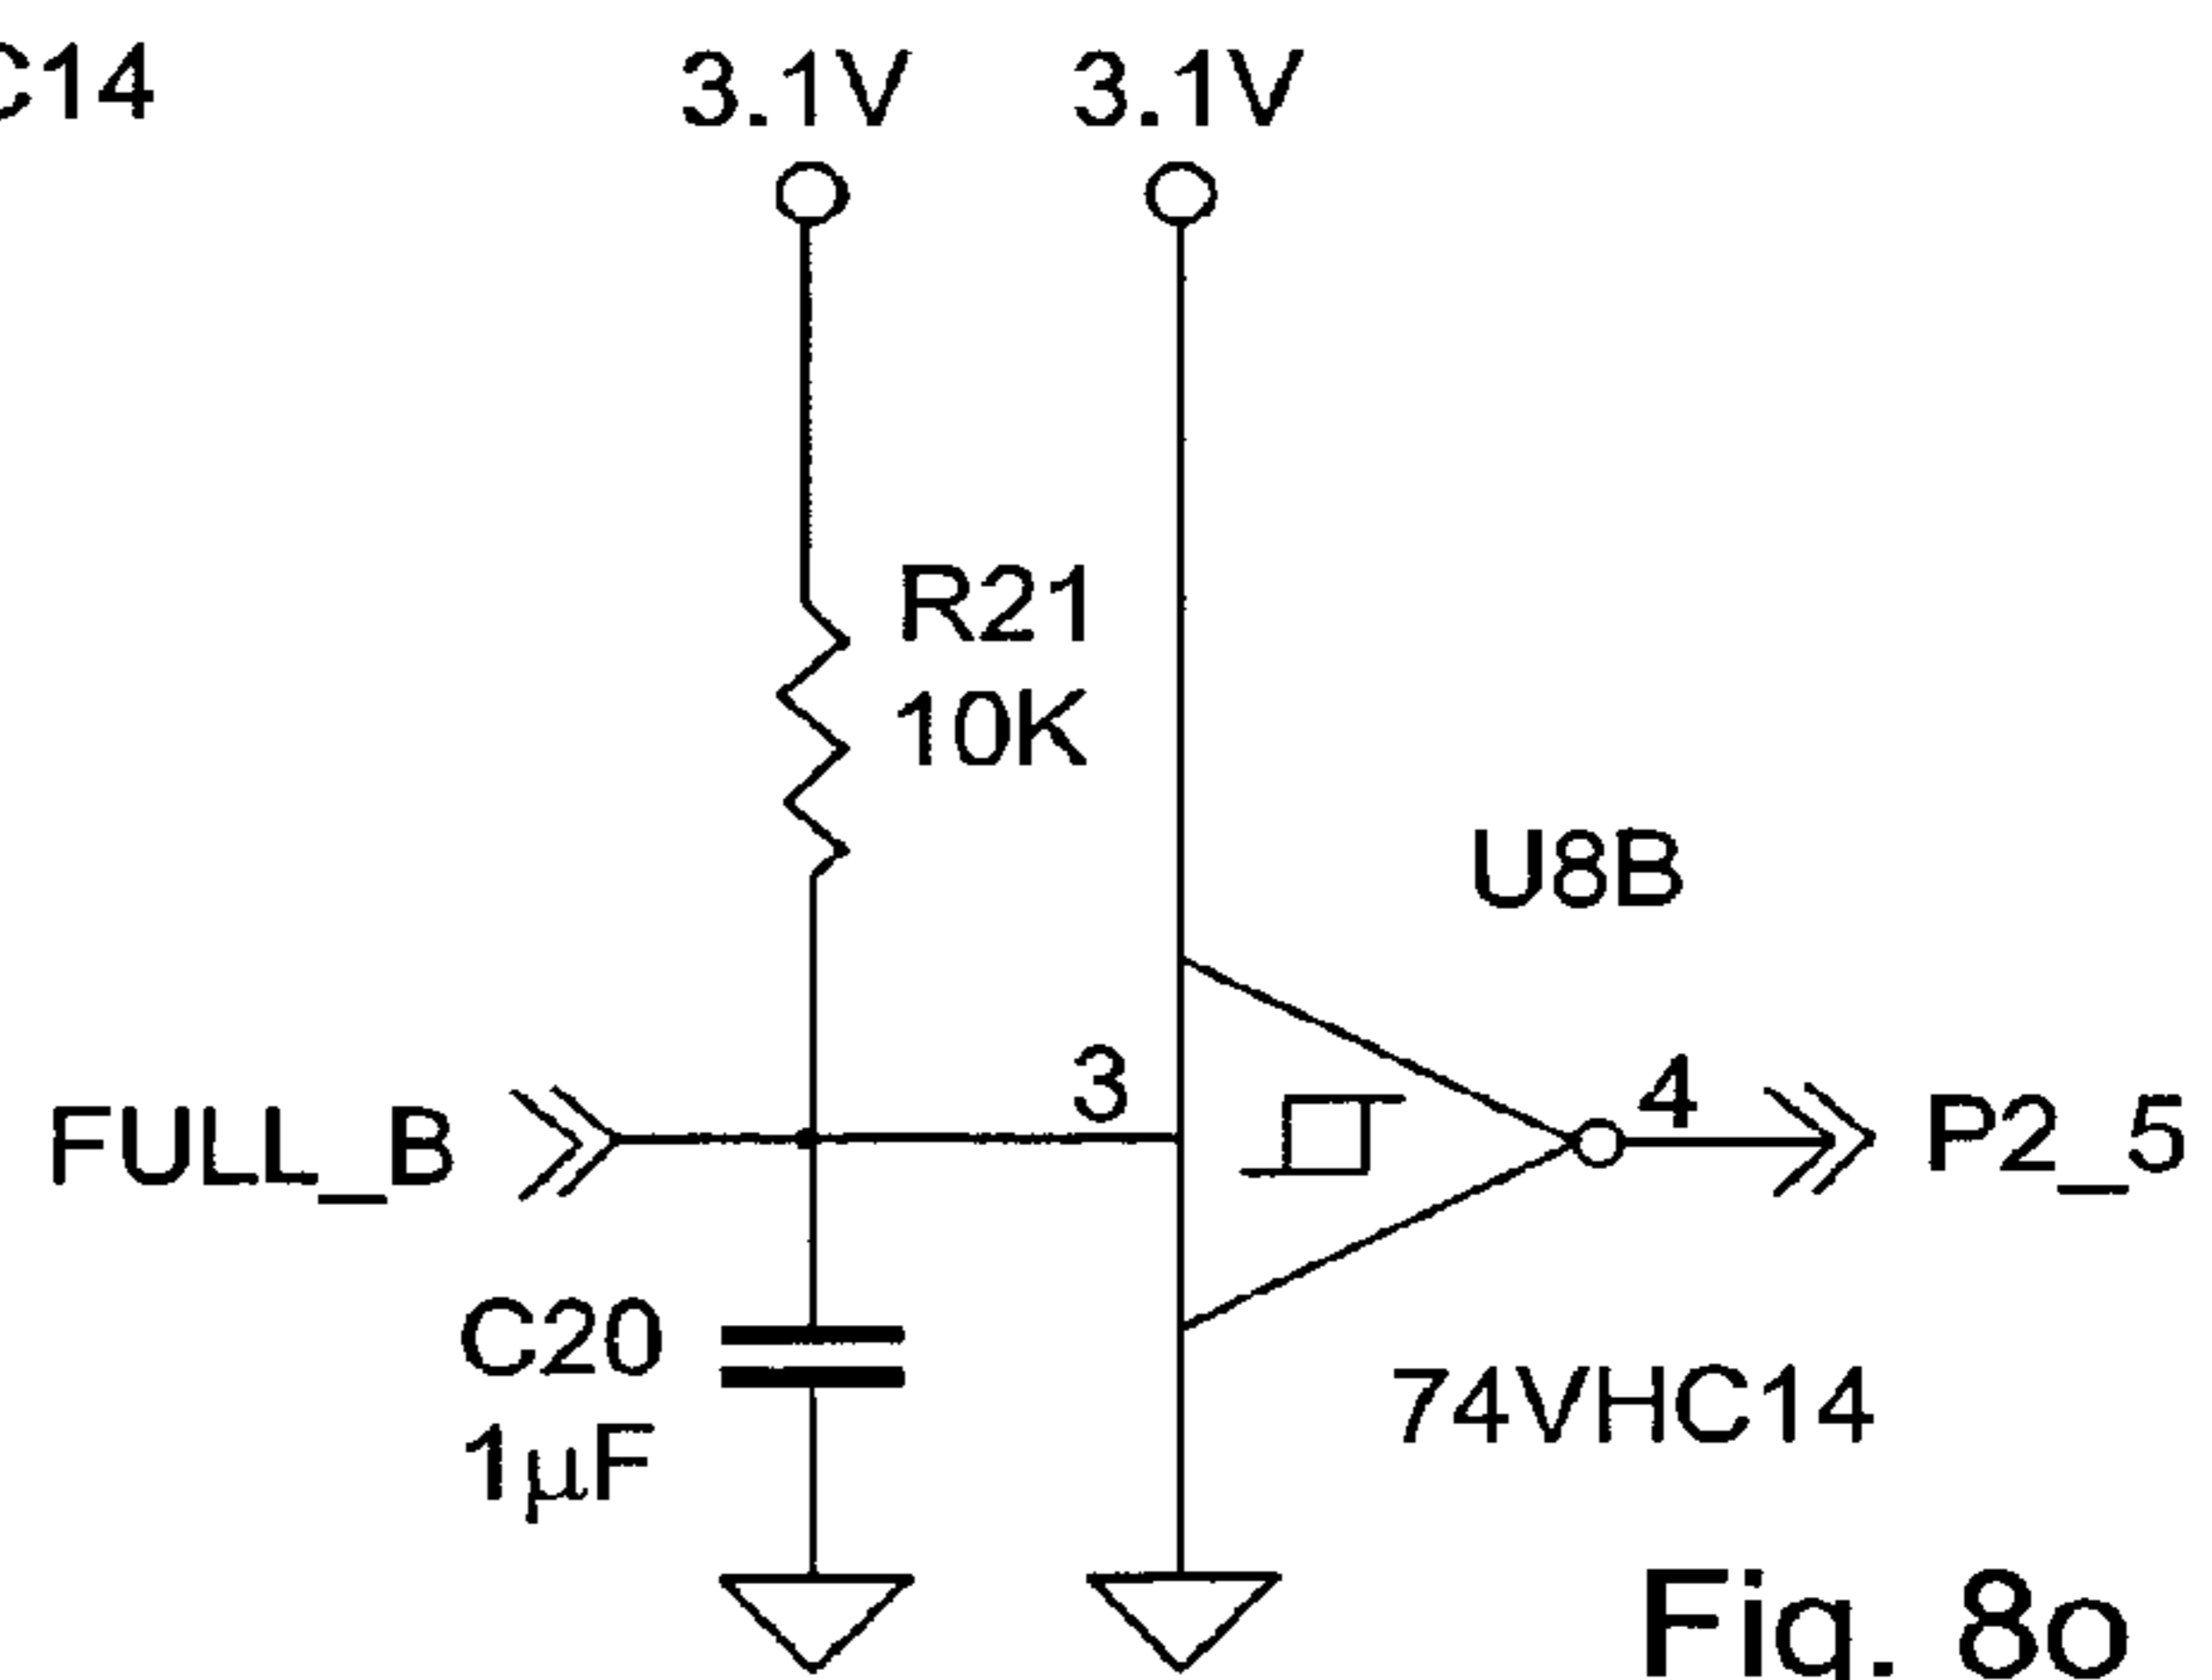 C14
3.1V 3.1V
R21
10K
U8B
3
4
FULL_B
P2_5
C20
1µF
74VHC14
Fig. 8o